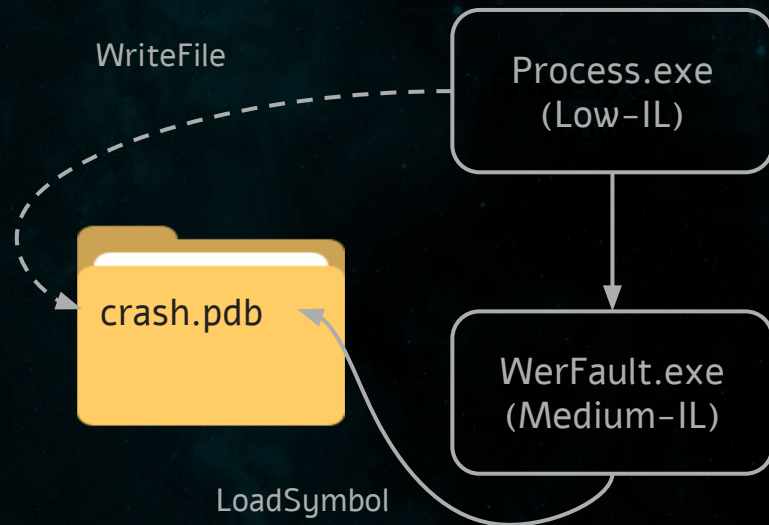 WriteFile
Process.exe
(Low-IL)
crash.pdb
WerFault.exe
(Medium-IL)
LoadSymbol